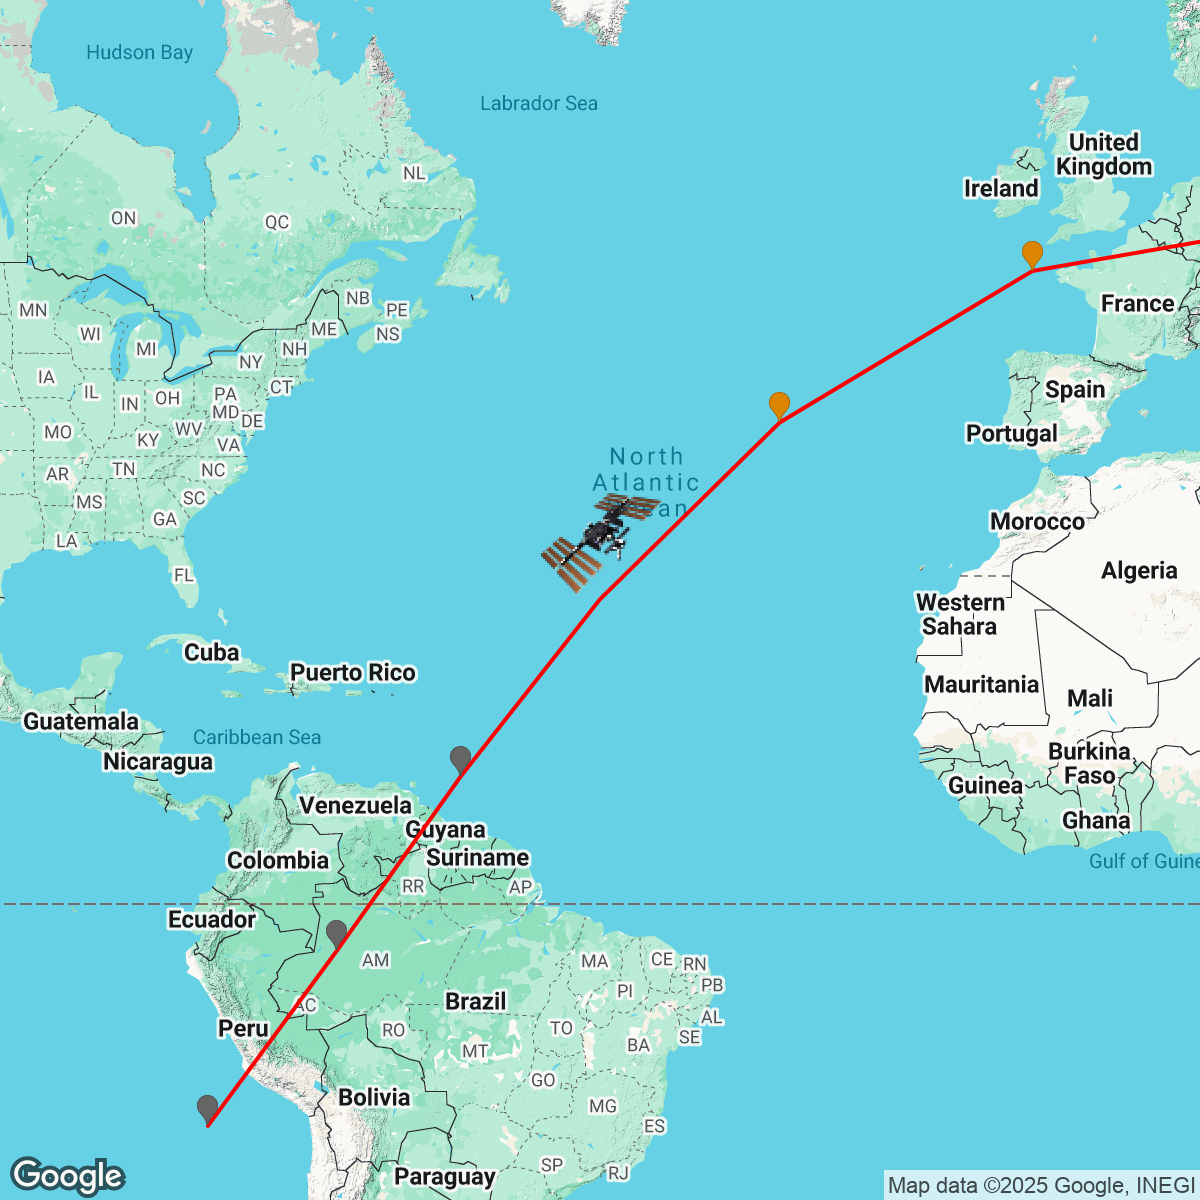 Hudson Bay
Labrador Sea
United
Kingdom
Ireland
NL
ON
QC
NB
PE
MN
ME
NS
WI
MI
NH
France
NY
IA
IL
IN
OH
PA
CT
Spain
MD
DE
MO
KY
WV
VA
Portugal
North
Atlantic
AR
TN
NC
MS
SC
GA
Morocco
LA
FL
Algeria
Western
Sahara
Cuba
Puerto Rico
Mauritania
Mali
Guatemala
Caribbean Sea
Nicaragua
Burkina
Faso
Guinea
Venezuela
Ghana
Guyana
Colombia
Suriname
Gulf of Guine
RR
AP
Ecuador
AM
MA
CE
RN
PI
PB
AC
Brazil
AL
Peru
RO
TO
SE
MT
BA
GO
Bolivia
MG
ES
SP
RJ
Paraguay
Google
Map data ©2025 Google, INEGI